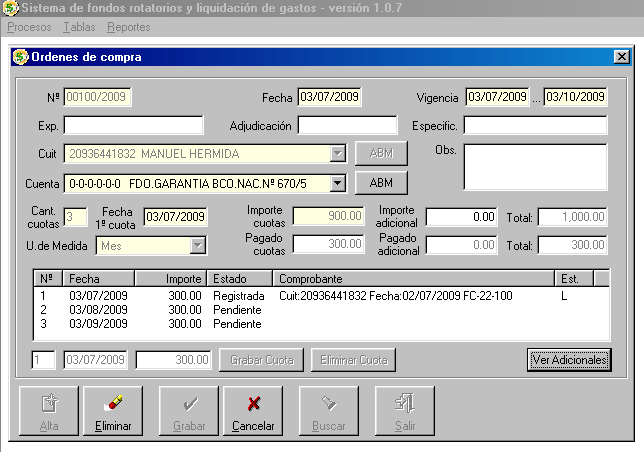 Sistema de fondos rotatorios y liquidación de gastos - versión 1.0.7
Procesos Tablas Reportes
Ordenes de compra
Nº 00100/2009 Fecha 03/07/2009 Vigencia 03/07/2009 ... 03/10/2009
Exp. Adjudicación Especific.
Cuit 20936441832 MANUEL HERMIDA ABM Obs.
Cuenta 0-0-0-0-0-0 FDO.GARANTIA BCO.NAC.Nº 670/5 ABM
Cant. cuotas 3 Fecha 1º cuota 03/07/2009 Importe cuotas 900.00 Importe adicional 0.00 Total: 1,000.00
U.de Medida Mes Pagado cuotas 300.00 Pagado adicional 0.00 Total: 300.00
Nº Fecha Importe Estado Comprobante Est.
1 03/07/2009 300.00 Registrada Cuit:20936441832 Fecha:02/07/2009 FC-22-100 L
2 03/08/2009 300.00 Pendiente
3 03/09/2009 300.00 Pendiente
1 03/07/2009 300.00 Grabar Cuota Eliminar Cuota Ver Adicionales
Alta Eliminar Grabar Cancelar Buscar Salir